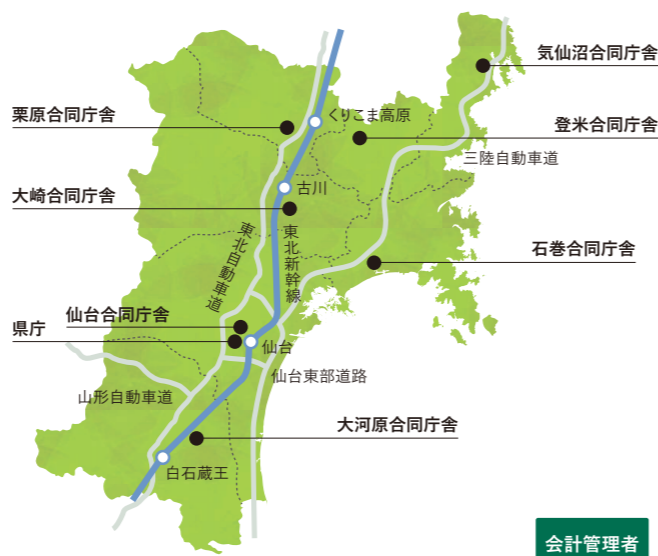 気仙沼合同庁舎
栗原合同庁舎
くりこま高原
登米合同庁舎
三陸自動車道
古川
大崎合同庁舎
東北自動車道
東北新幹線
石巻合同庁舎
仙台合同庁舎
県庁
仙台
仙台東部道路
山形自動車道
大河原合同庁舎
白石蔵王
会計管理者